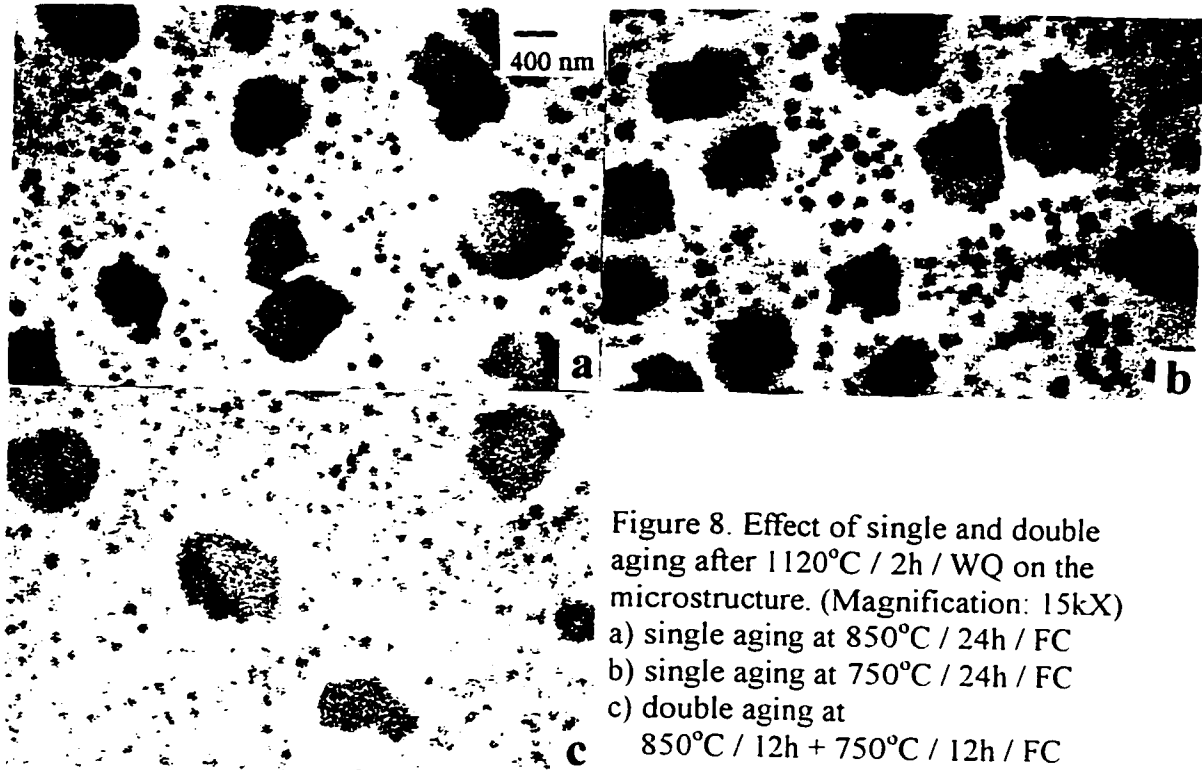 400 nm
a
b
c
Figure 8. Effect of single and double
aging after 1120°C / 2h / WQ on the
microstructure. (Magnification: 15kX)
a) single aging at 850°C / 24h / FC
b) single aging at 750°C / 24h / FC
c) double aging at
850°C / 12h + 750°C / 12h / FC